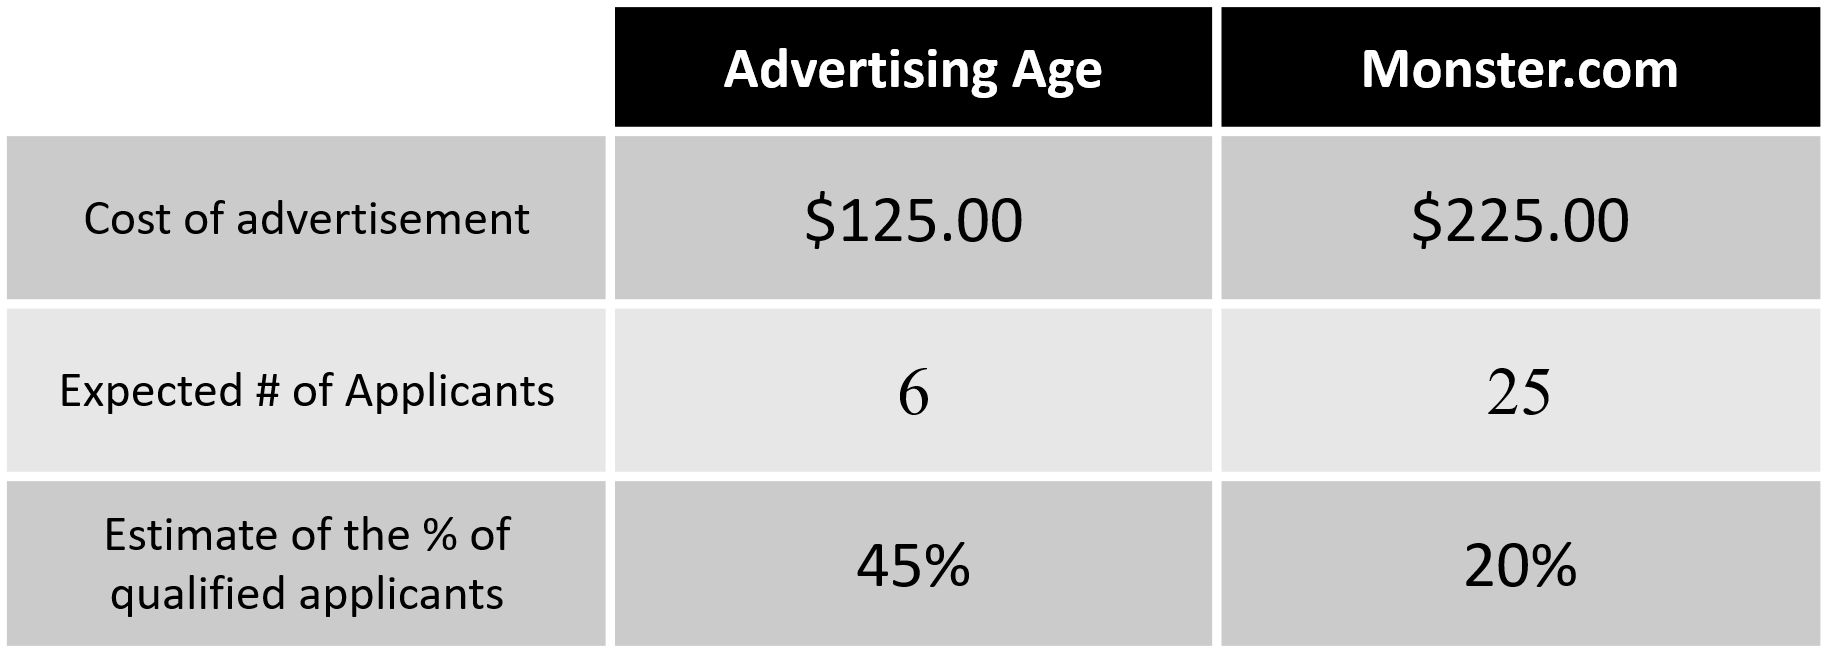 Advertising Age Monster.com
Cost of advertisement $125.00 $225.00
Expected # of Applicants 6 25
Estimate of the % of
qualified applicants 45% 20%